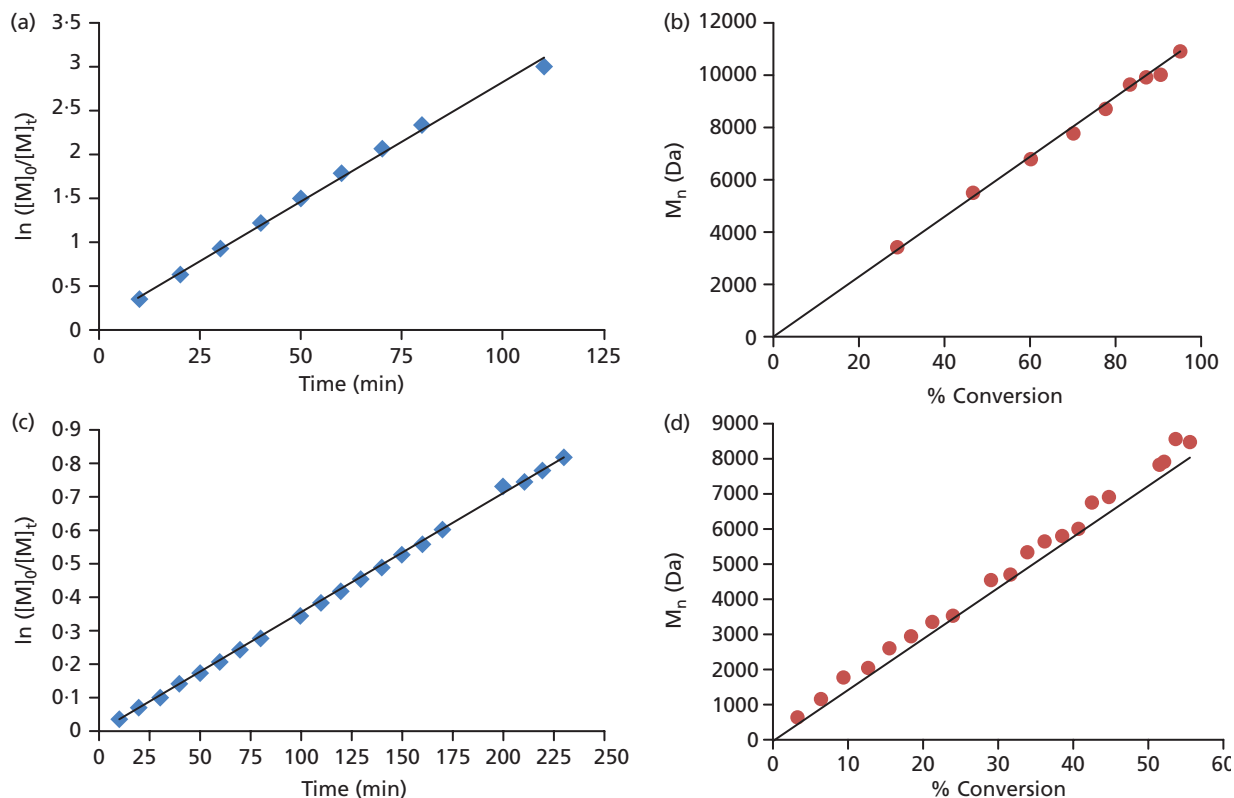 (a)
3·5
3
2·5
2
1·5
1
0·5
0
ln ([M]₀/[M]ₜ)
0 25 50 75 100 125
Time (min)
(b)
12000
10000
8000
6000
4000
2000
0
Mₙ (Da)
0 20 40 60 80 100
% Conversion
(c)
0·9
0·8
0·7
0·6
0·5
0·4
0·3
0·2
0·1
0
ln ([M]₀/[M]ₜ)
0 25 50 75 100 125 150 175 200 225 250
Time (min)
(d)
9000
8000
7000
6000
5000
4000
3000
2000
1000
0
Mₙ (Da)
0 10 20 30 40 50
% Conversion